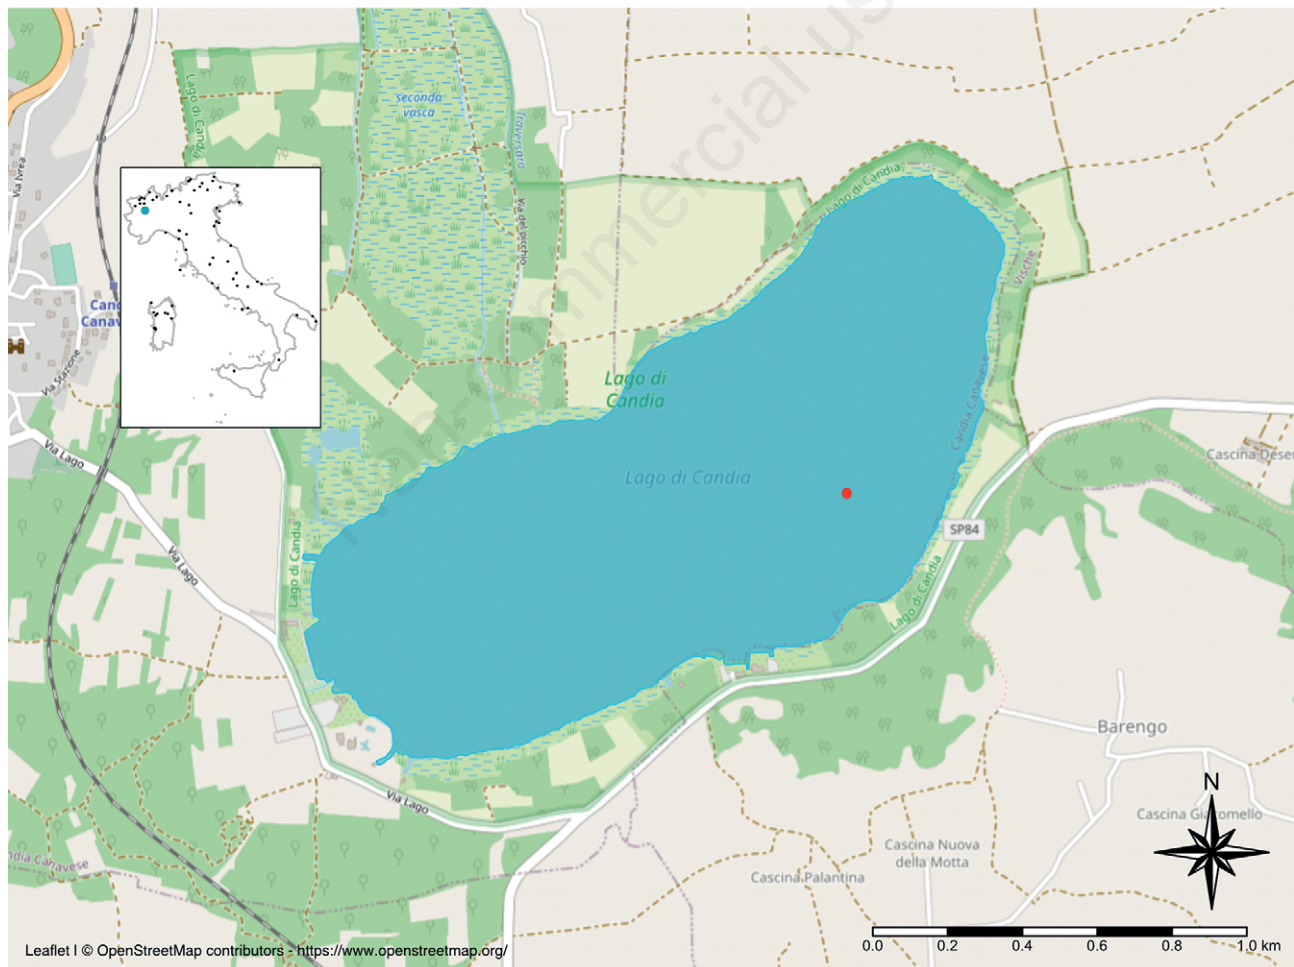 seconda
vasca
Traversaro
Lago di Candia
Via Ivrea
Lago di Candia
Via del picchio
Vische
Via Stazione
Lago di
Candia
Candia Canavese
Via Lago
Lago di Candia
SP84
Via Lago
Lago di Candia
Lago di Candia
Barengo
N
Via Lago
Cascina Giacomello
Cascina Nuova
della Motta
Cascina Palantina
Leaflet | © OpenStreetMap contributors - https://www.openstreetmap.org/
0.0 0.2 0.4 0.6 0.8 1.0 km